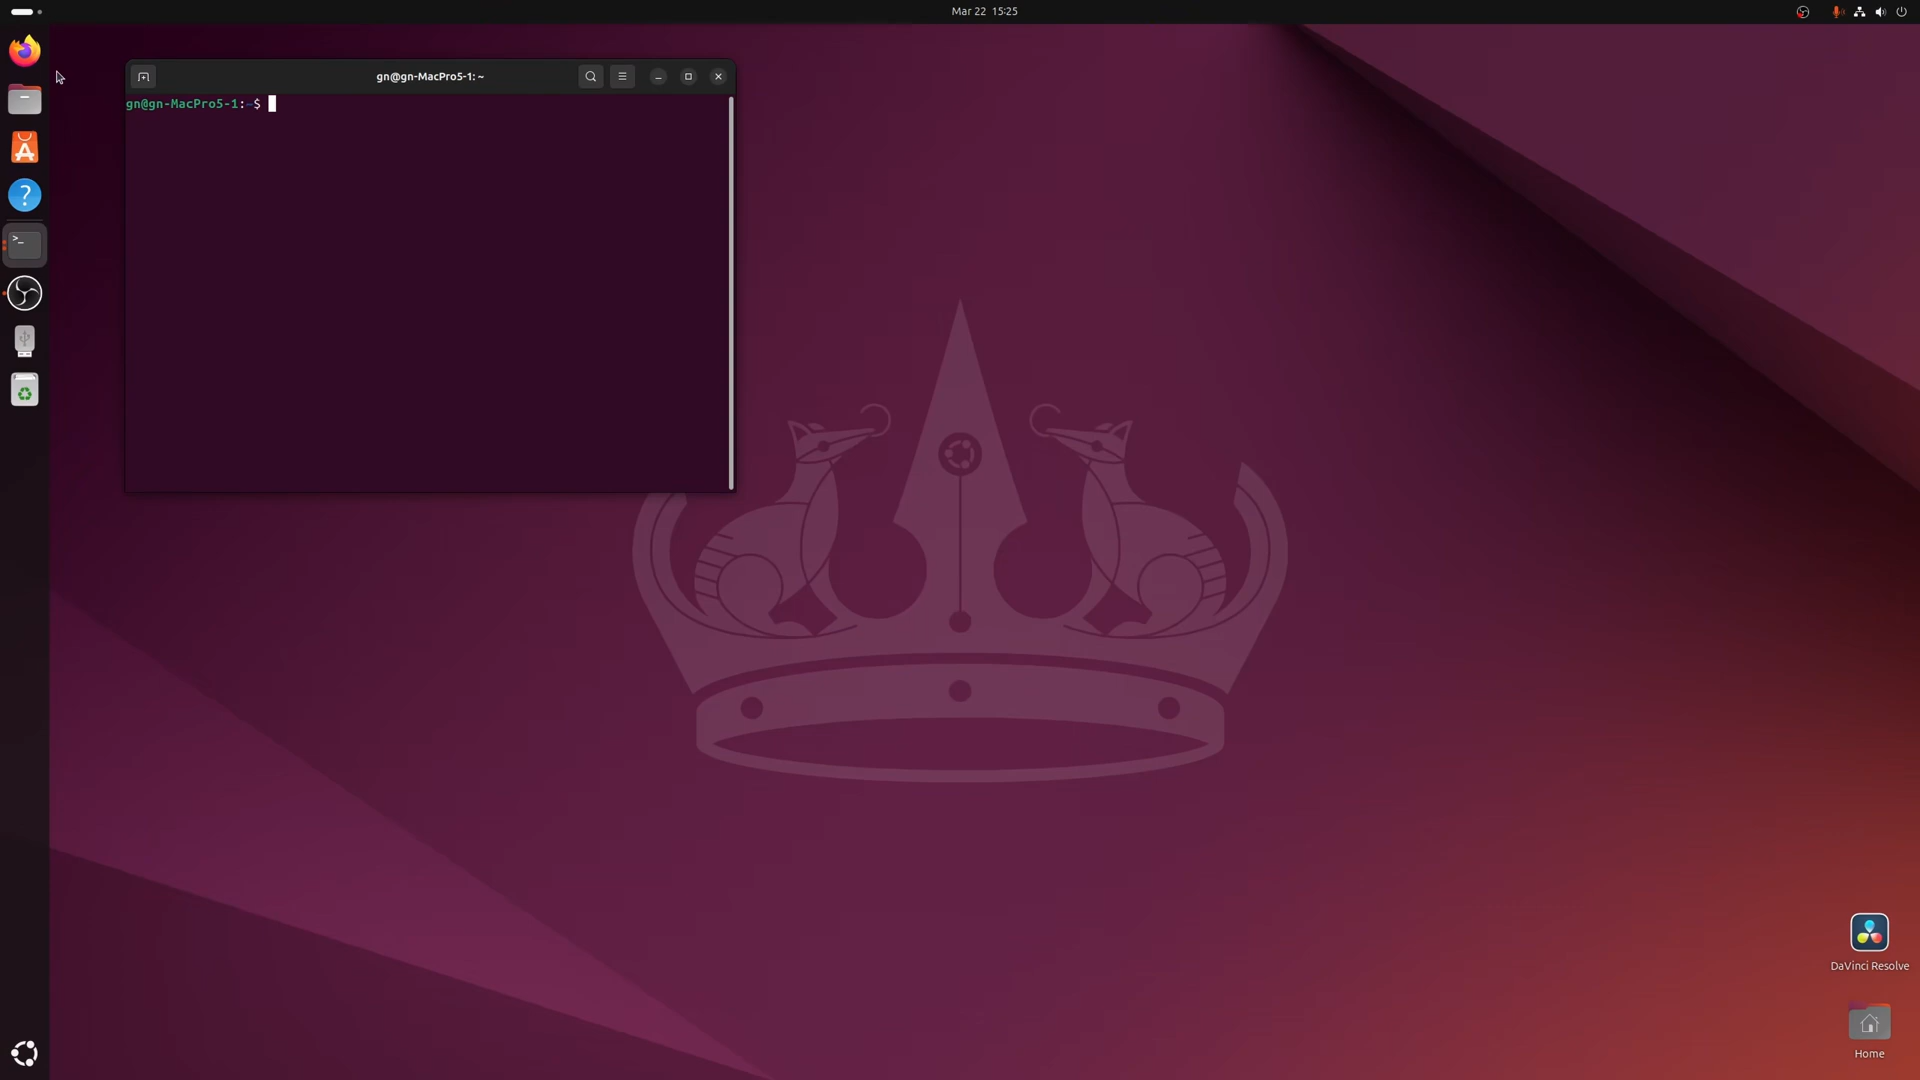 Mar 22 15:25
gn@gn-MacPro5-1: ~
gn@gn-MacPro5-1:~$
DaVinci Resolve
Home